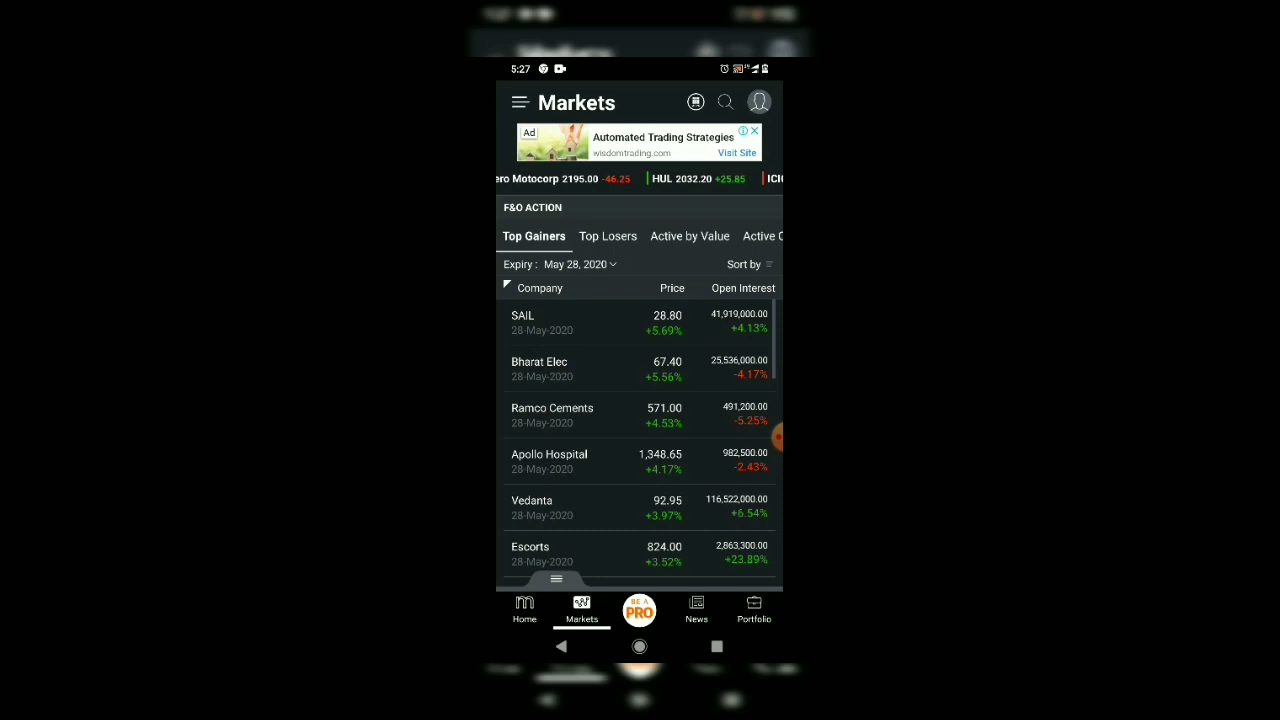 5:27
Markets
Ad
Automated Trading Strategies
wisdomtrading.com Visit Site
ero Motocorp 2195.00 -46.25 HUL 2032.20 +25.85 ICIC
F&O ACTION
Top Gainers Top Losers Active by Value Active C
Expiry : May 28, 2020 Sort by
Company Price Open Interest
SAIL 28.80 41,919,000.00
28-May-2020 +5.69% +4.13%
Bharat Elec 67.40 25,536,000.00
28-May-2020 +5.56% -4.17%
Ramco Cements 571.00 491,200.00
28-May-2020 +4.53% -5.25%
Apollo Hospital 1,348.65 982,500.00
28-May-2020 +4.17% -2.43%
Vedanta 92.95 116,522,000.00
28-May-2020 +3.97% +6.54%
Escorts 824.00 2,863,300.00
28-May-2020 +3.52% +23.89%
BE A
PRO
Home Markets News Portfolio